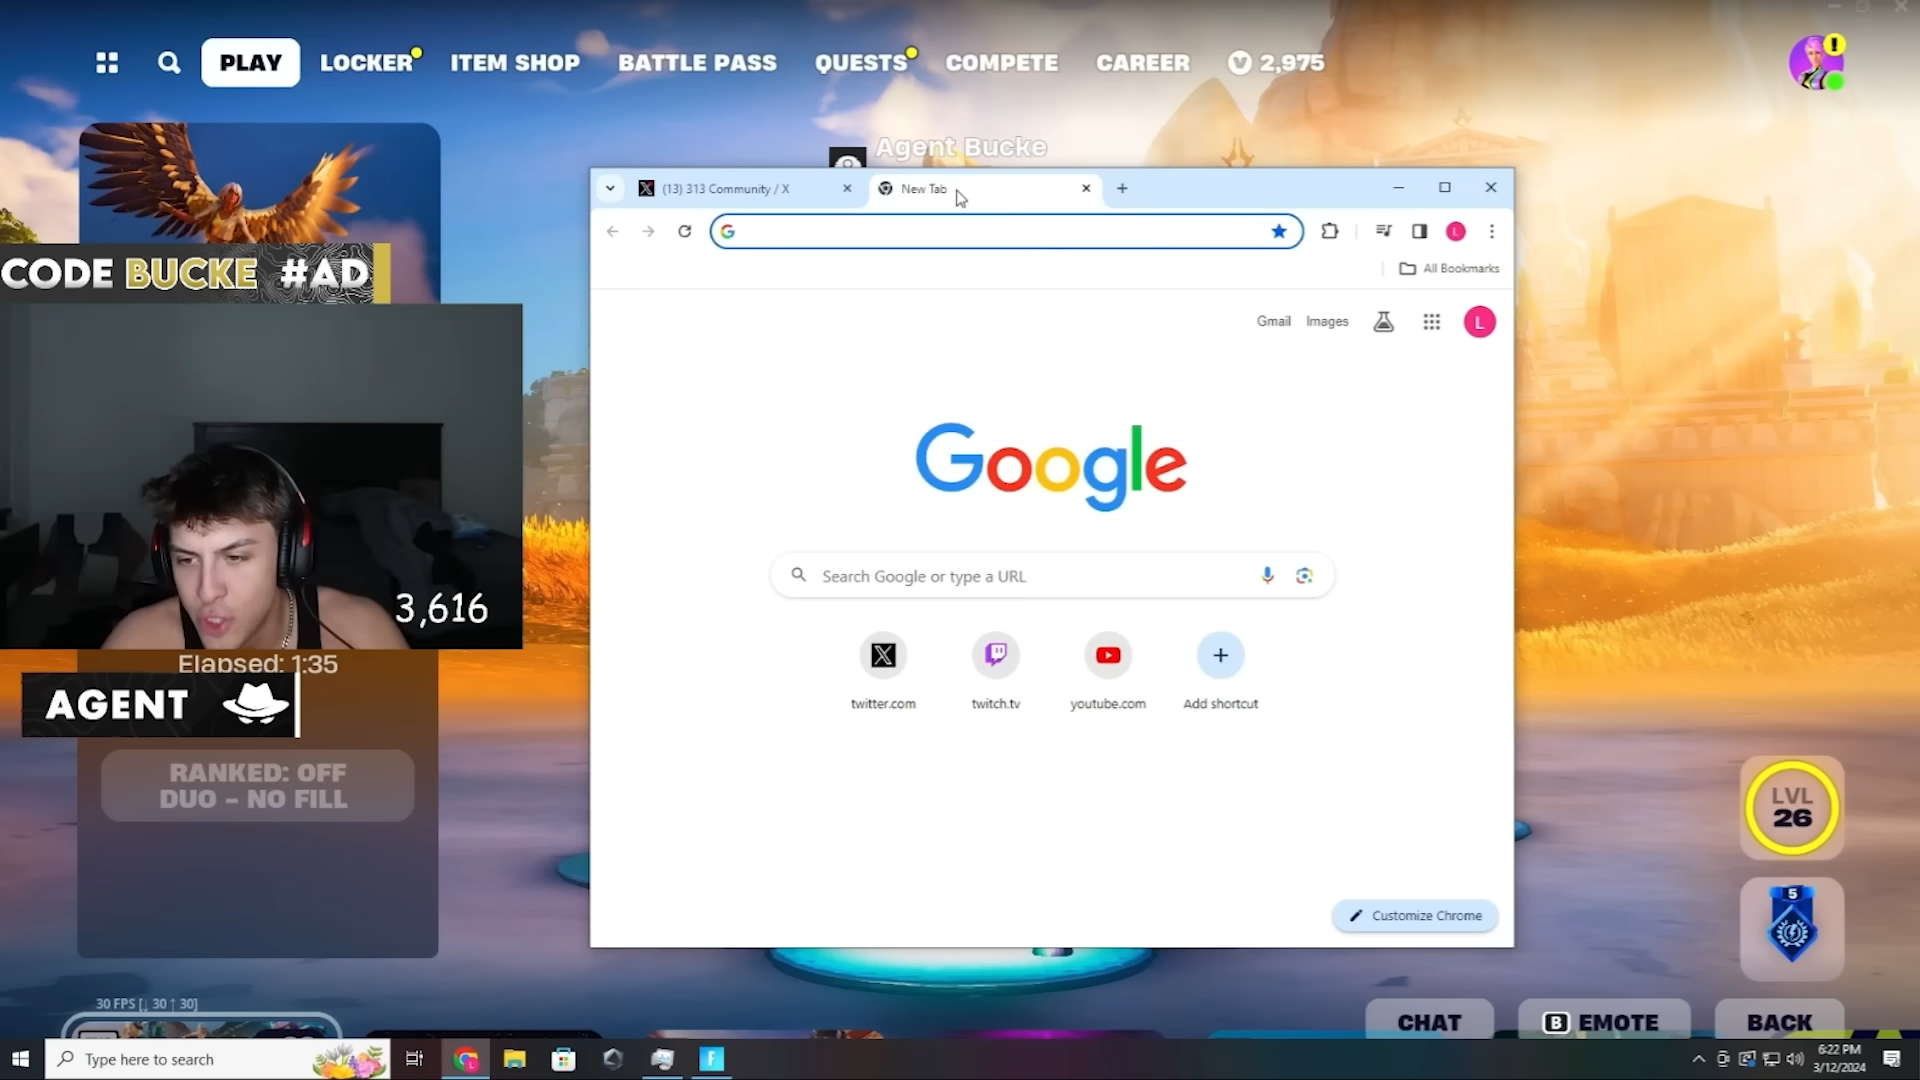 PLAY LOCKER ITEM SHOP BATTLE PASS QUESTS COMPETE CAREER 2,975
Agent Bucke
(13) 313 Community / X
New Tab
All Bookmarks
Gmail Images
L
L
Google
Search Google or type a URL
twitter.com
twitch.tv
youtube.com
Add shortcut
Customize Chrome
CODE BUCKE #AD
3,616
Elapsed: 1:35
AGENT
RANKED: OFF
DUO - NO FILL
LVL
26
5
30 FPS [↓ 30 ↑ 30]
CHAT
B EMOTE
BACK
Type here to search
6:22 PM
3/12/2024